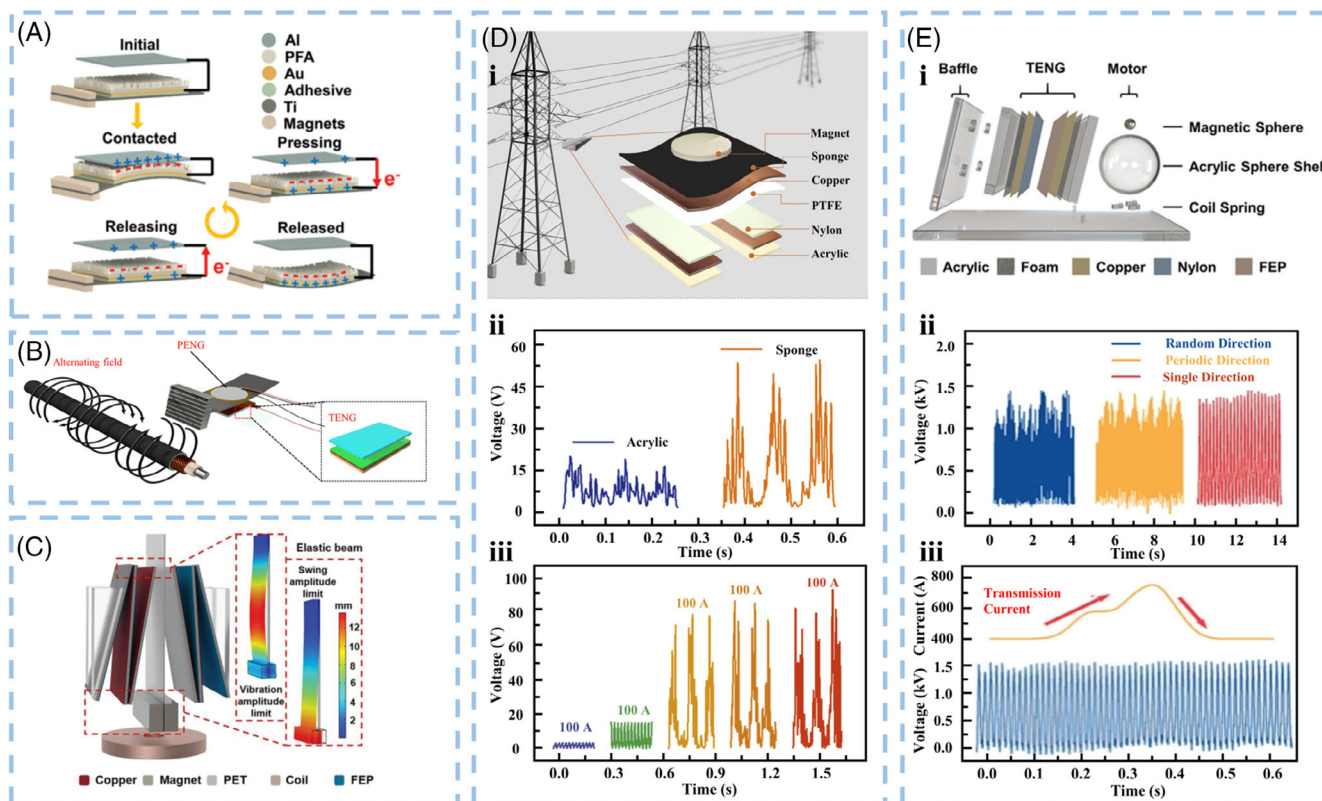 (A)
Initial
Al
PFA
Au
Adhesive
Ti
Magnets
Contacted
Pressing
e-
Releasing
Released
e-
(B)
Alternating field
PENG
TENG
(C)
Elastic beam
Swing
amplitude
limit
mm
12
10
8
6
4
2
Vibration
amplitude
limit
Copper
Magnet
PET
Coil
FEP
(D)
i
Magnet
Sponge
Copper
PTFE
Nylon
Acrylic
ii
Voltage (V)
60
45
30
15
0
Acrylic
Sponge
0.0 0.1 0.2 0.3 0.4 0.5 0.6
Time (s)
iii
Voltage (V)
100
80
60
40
20
0
100 A
100 A
100 A
100 A
100 A
0.0 0.3 0.6 0.9 1.2 1.5
Time (s)
(E)
i
Baffle
TENG
Motor
Magnetic Sphere
Acrylic Sphere Shell
Coil Spring
Acrylic
Foam
Copper
Nylon
FEP
ii
Voltage (kV)
2.0
1.5
1.0
0.5
0.0
Random Direction
Periodic Direction
Single Direction
0 2 4 6 8 10 12 14
Time (s)
iii
Current (A)
800
600
400
Transmission
Current
Voltage (kV)
1.5
1.0
0.5
0.0
0.0 0.1 0.2 0.3 0.4 0.5 0.6
Time (s)